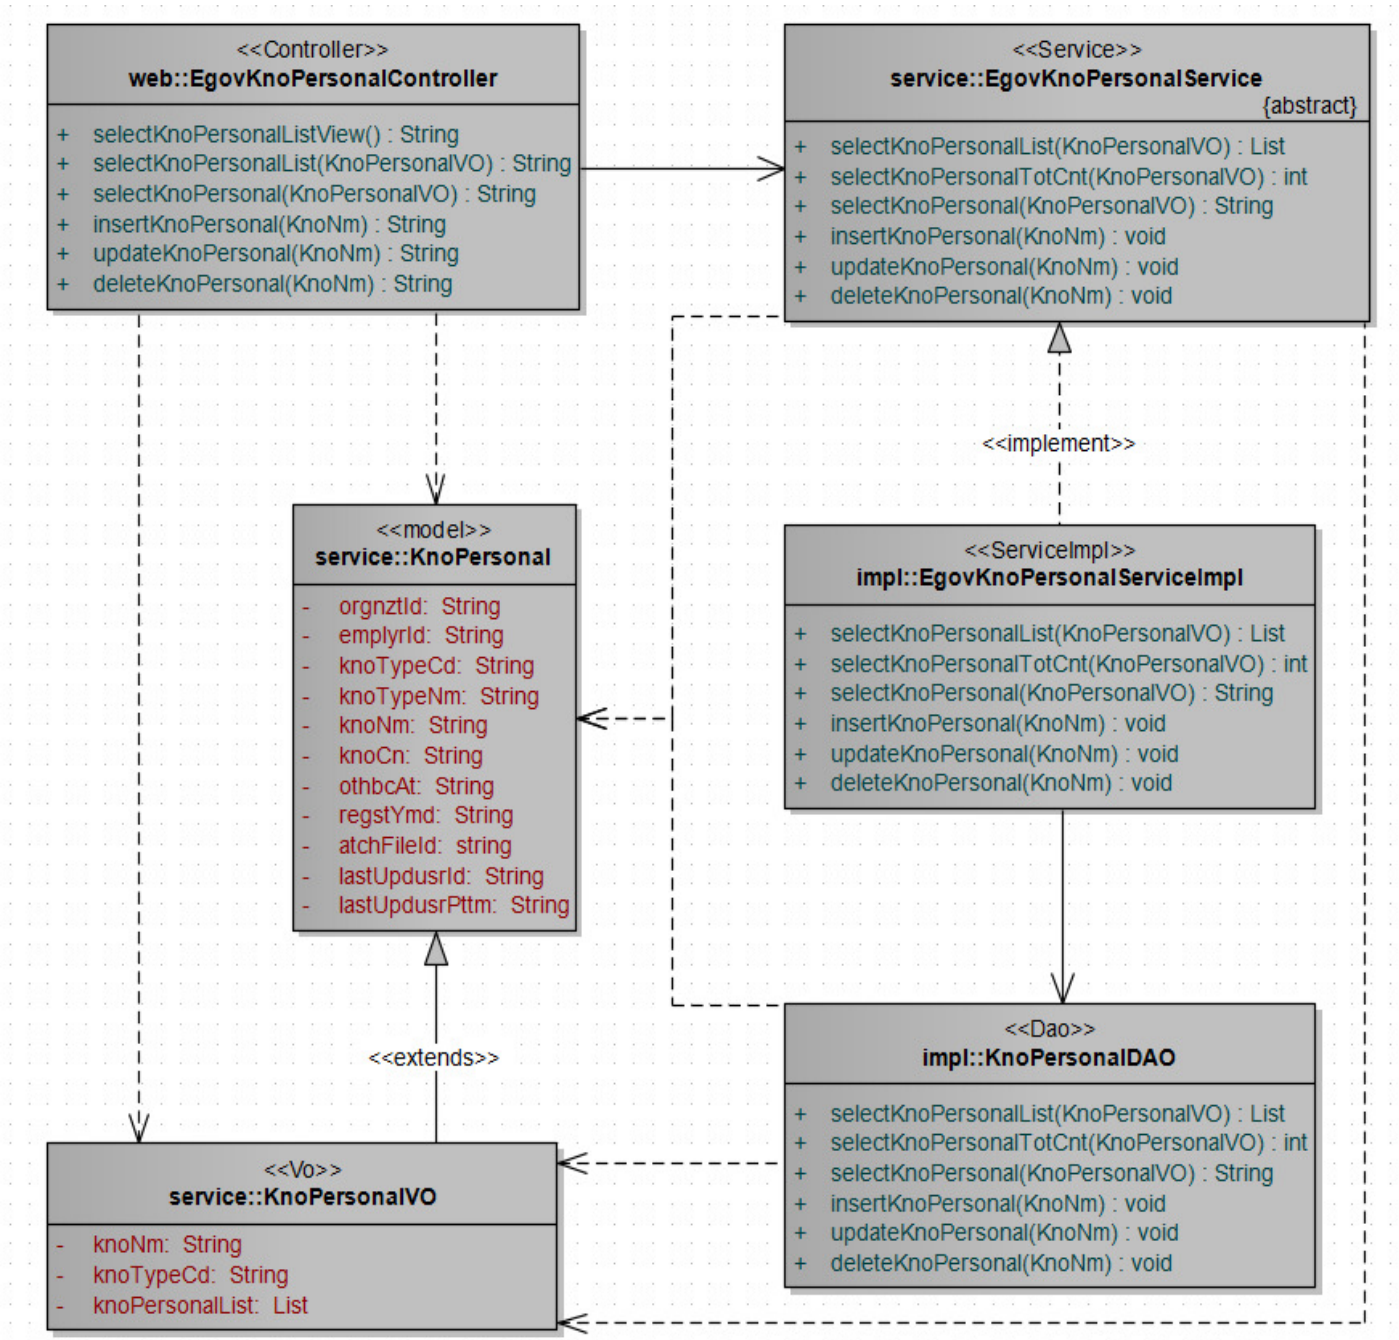 <<Controller>>
web::EgovKnoPersonalController
+ selectKnoPersonalListView() : String
+ selectKnoPersonalList(KnoPersonalVO) : String
+ selectKnoPersonal(KnoPersonalVO) : String
+ insertKnoPersonal(KnoNm) : String
+ updateKnoPersonal(KnoNm) : String
+ deleteKnoPersonal(KnoNm) : String
<<Service>>
service::EgovKnoPersonalService
{abstract}
+ selectKnoPersonalList(KnoPersonalVO) : List
+ selectKnoPersonalTotCnt(KnoPersonalVO) : int
+ selectKnoPersonal(KnoPersonalVO) : String
+ insertKnoPersonal(KnoNm) : void
+ updateKnoPersonal(KnoNm) : void
+ deleteKnoPersonal(KnoNm) : void
<<implement>>
<<model>>
service::KnoPersonal
- orgnztId: String
- emplyrId: String
- knoTypeCd: String
- knoTypeNm: String
- knoNm: String
- knoCn: String
- othbcAt: String
- regstYmd: String
- atchFileId: string
- lastUpdusrId: String
- lastUpdusrPttm: String
<<ServiceImpl>>
impl::EgovKnoPersonalServiceImpl
+ selectKnoPersonalList(KnoPersonalVO) : List
+ selectKnoPersonalTotCnt(KnoPersonalVO) : int
+ selectKnoPersonal(KnoPersonalVO) : String
+ insertKnoPersonal(KnoNm) : void
+ updateKnoPersonal(KnoNm) : void
+ deleteKnoPersonal(KnoNm) : void
<<extends>>
<<Vo>>
service::KnoPersonalVO
- knoNm: String
- knoTypeCd: String
- knoPersonalList: List
<<Dao>>
impl::KnoPersonalDAO
+ selectKnoPersonalList(KnoPersonalVO) : List
+ selectKnoPersonalTotCnt(KnoPersonalVO) : int
+ selectKnoPersonal(KnoPersonalVO) : String
+ insertKnoPersonal(KnoNm) : void
+ updateKnoPersonal(KnoNm) : void
+ deleteKnoPersonal(KnoNm) : void